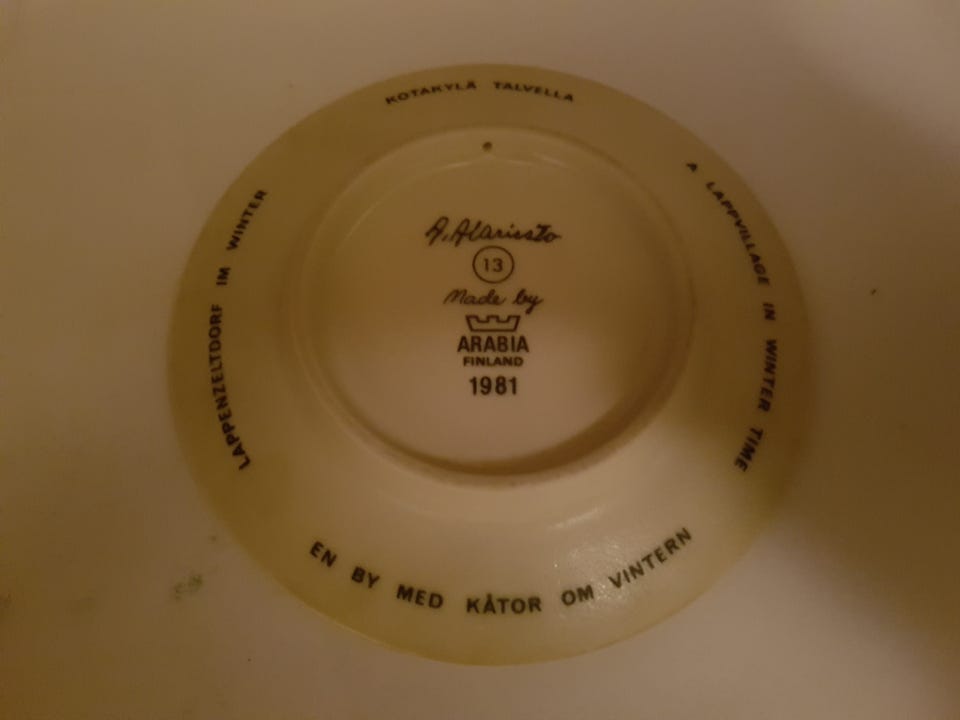 KOTAKYLÄ TALVELLA
A LAPPVILLAGE IN WINTER TIME
EN BY MED KÅTOR OM VINTERN
LAPPENZELTDORF IM WINTER
A. Alariesto
13
Made by
ARABIA
FINLAND
1981